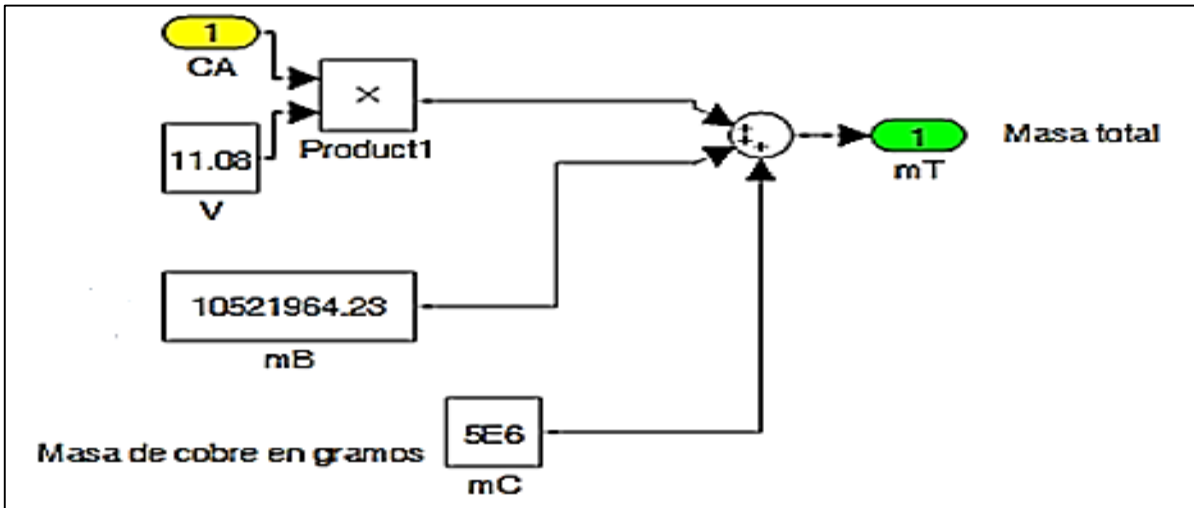 1
CA
×
Product1
11.08
V
+
+
+
1
mT
Masa total
10521964.23
mB
5E6
mC
Masa de cobre en gramos